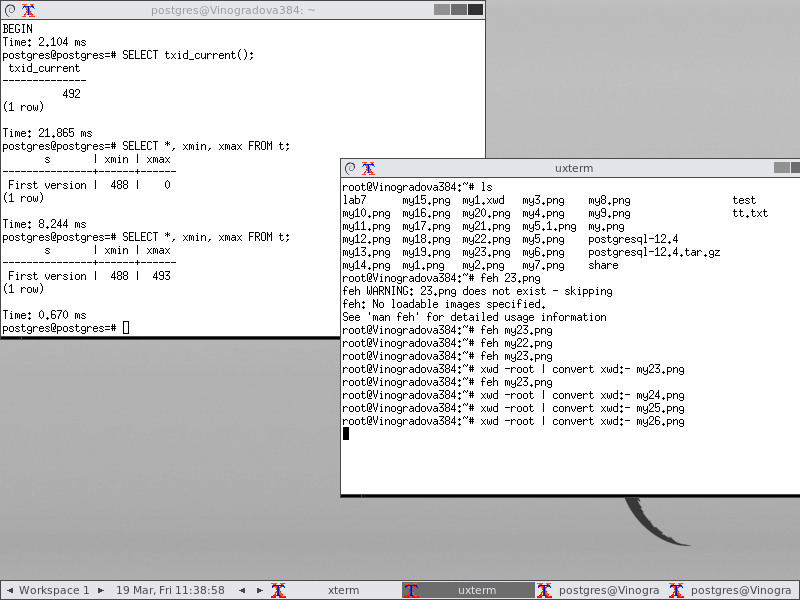 postgres@Vinogradova384: ~
BEGIN
Time: 2.104 ms
postgres@postgres=# SELECT txid_current();
 txid_current
--------------
          492
(1 row)

Time: 21.865 ms
postgres@postgres=# SELECT *, xmin, xmax FROM t;
       s       | xmin | xmax
---------------+------+------
 First version |  488 |    0
(1 row)

Time: 8.244 ms
postgres@postgres=# SELECT *, xmin, xmax FROM t;
       s       | xmin | xmax
---------------+------+------
 First version |  488 |  493
(1 row)

Time: 0.670 ms
postgres@postgres=#
uxterm
root@Vinogradova384:~# ls
lab7      my15.png  my1.xwd   my3.png    my8.png                 test
my10.png  my16.png  my20.png  my4.png    my9.png                 tt.txt
my11.png  my17.png  my21.png  my5.1.png  my.png
my12.png  my18.png  my22.png  my5.png    postgresql-12.4
my13.png  my19.png  my23.png  my6.png    postgresql-12.4.tar.gz
my14.png  my1.png   my2.png   my7.png    share
root@Vinogradova384:~# feh 23.png
feh WARNING: 23.png does not exist - skipping
feh: No loadable images specified.
See 'man feh' for detailed usage information
root@Vinogradova384:~# feh my23.png
root@Vinogradova384:~# feh my22.png
root@Vinogradova384:~# feh my23.png
root@Vinogradova384:~# xwd -root | convert xwd:- my23.png
root@Vinogradova384:~# feh my23.png
root@Vinogradova384:~# xwd -root | convert xwd:- my24.png
root@Vinogradova384:~# xwd -root | convert xwd:- my25.png
root@Vinogradova384:~# xwd -root | convert xwd:- my26.png
Workspace 1 19 Mar, Fri 11:38:58 xterm uxterm postgres@Vinogra postgres@Vinogra